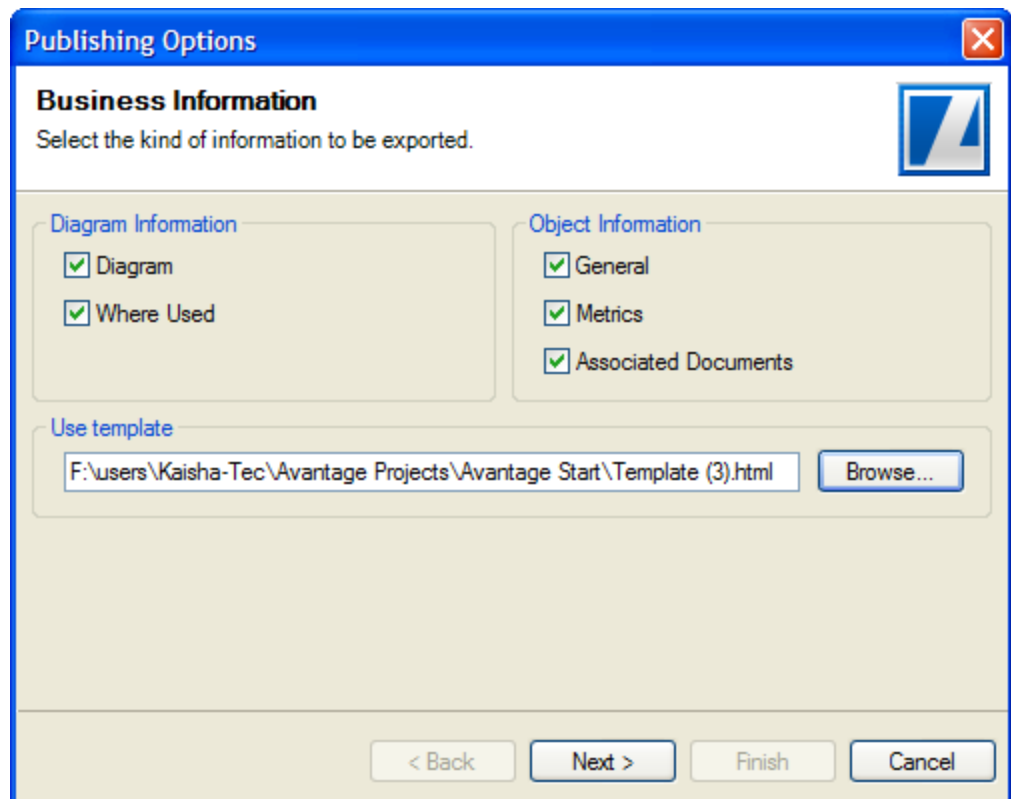 Publishing Options
Business Information
Select the kind of information to be exported.
Diagram Information
Diagram
Where Used
Object Information
General
Metrics
Associated Documents
Use template
F:\users\Kaisha-Tec\Avantage Projects\Avantage Start\Template (3).html
Browse...
< Back
Next >
Finish
Cancel